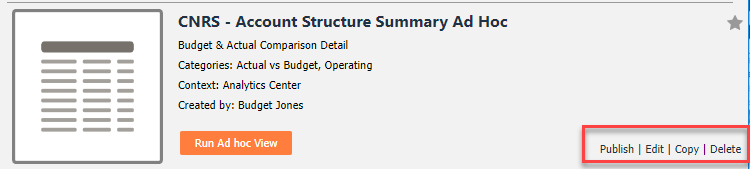 CNRS - Account Structure Summary Ad Hoc
Budget & Actual Comparison Detail
Categories: Actual vs Budget, Operating
Context: Analytics Center
Created by: Budget Jones
Run Ad hoc View
Publish | Edit | Copy | Delete